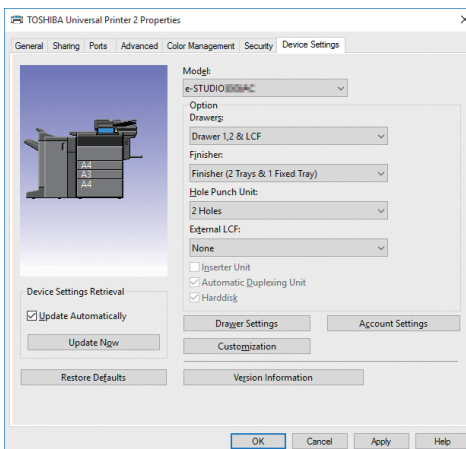 TOSHIBA Universal Printer 2 Properties
General Sharing Ports Advanced Color Management Security Device Settings
Model:
e-STUDIO
Option
Drawers:
Drawer 1,2 & LCF
Finisher:
Finisher (2 Trays & 1 Fixed Tray)
Hole Punch Unit:
2 Holes
External LCF:
None
Inserter Unit
Automatic Duplexing Unit
Harddisk
A4
A3
A4
Device Settings Retrieval
Update Automatically
Update Now
Drawer Settings Account Settings
Customization
Restore Defaults Version Information
OK Cancel Apply Help